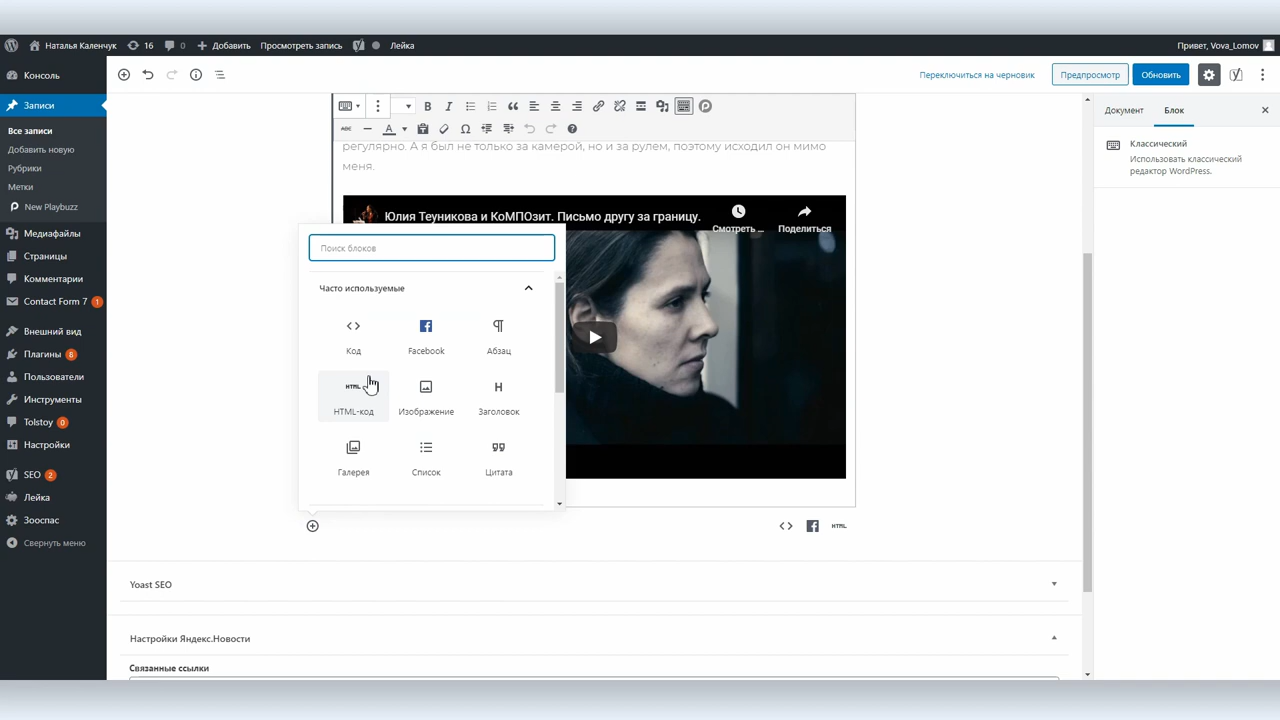 Наталья Каленчук
16
0
Добавить
Просмотреть запись
Лейка
Привет, Vova_Lomov
Консоль
Записи
Все записи
Добавить новую
Рубрики
Метки
New Playbuzz
Медиафайлы
Страницы
Комментарии
Contact Form 7 1
Внешний вид
Плагины 8
Пользователи
Инструменты
Tolstoy 0
Настройки
SEO 2
Лейка
Зооспас
Свернуть меню
Переключиться на черновик
Предпросмотр
Обновить
B I
ABC A
регулярно. А я был не только за камерой, но и за рулем, поэтому исходил он мимо
меня.
Юлия Теуникова и КоМПОзит. Письмо другу за границу.
Смотреть ...
Поделиться
Поиск блоков
Часто используемые
Код
Facebook
Абзац
HTML
H
HTML-код
Изображение
Заголовок
Галерея
Список
Цитата
HTML
Yoast SEO
Настройки Яндекс.Новости
Связанные ссылки
Документ
Блок
Классический
Использовать классический
редактор WordPress.